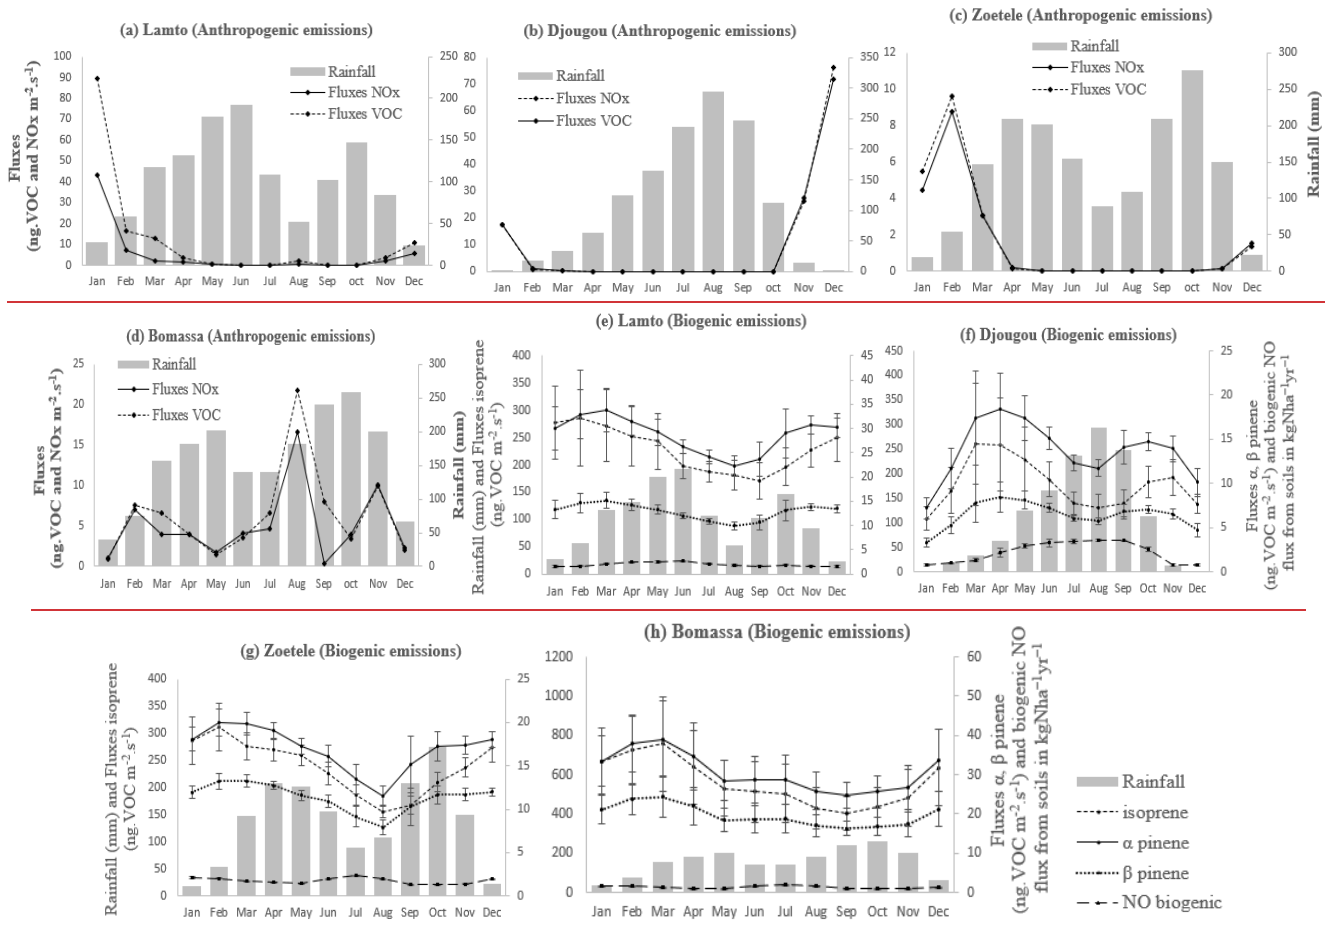 (a) Lamto (Anthropogenic emissions)
Fluxes
(ng.VOC and NOx m⁻².s⁻¹)
100
90
80
70
60
50
40
30
20
10
0
250
200
150
100
50
0
Rainfall
Fluxes NOx
Fluxes VOC
Jan Feb Mar Apr May Jun Jul Aug Sep oct Nov Dec
(b) Djougou (Anthropogenic emissions)
80
70
60
50
40
30
20
10
0
350
300
250
200
150
100
50
0
Rainfall
Fluxes NOx
Fluxes VOC
Jan Feb Mar Apr May Jun Jul Aug Sep Oct Nov Dec
(c) Zoetele (Anthropogenic emissions)
12
10
8
6
4
2
0
300
250
200
150
100
50
0
Rainfall (mm)
Rainfall
Fluxes NOx
Fluxes VOC
Jan Feb Mar Apr May Jun Jul Aug Sep Oct Nov Dec
(d) Bomassa (Anthropogenic emissions)
Fluxes
(ng.VOC and NOx m⁻².s⁻¹)
25
20
15
10
5
0
300
250
200
150
100
50
0
Rainfall (mm)
Rainfall
Fluxes NOx
Fluxes VOC
Jan Feb Mar Apr May Jun Jul Aug Sep oct Nov Dec
(e) Lamto (Biogenic emissions)
Rainfall (mm) and Fluxes isoprene
(ng.VOC m⁻².s⁻¹)
400
350
300
250
200
150
100
50
0
45
40
35
30
25
20
15
10
5
0
Jan Feb Mar Apr May Jun Jul Aug Sep Oct Nov Dec
(f) Djougou (Biogenic emissions)
450
400
350
300
250
200
150
100
50
0
25
20
15
10
5
0
Fluxes α, β pinene
(ng.VOC m⁻².s⁻¹) and biogenic NO
flux from soils in kgNha⁻¹yr⁻¹
Jan Feb Mar Apr May Jun Jul Aug Sep Oct Nov Dec
(g) Zoetele (Biogenic emissions)
Rainfall (mm) and Fluxes isoprene
(ng.VOC m⁻².s⁻¹)
400
350
300
250
200
150
100
50
0
25
20
15
10
5
0
Jan Feb Mar Apr May Jun Jul Aug Sep Oct Nov Dec
(h) Bomassa (Biogenic emissions)
1200
1000
800
600
400
200
0
60
50
40
30
20
10
0
Fluxes α, β pinene
(ng.VOC m⁻².s⁻¹) and biogenic NO
flux from soils in kgNha⁻¹yr⁻¹
Jan Feb Mar Apr May Jun Jul Aug Sep Oct Nov Dec
Rainfall
isoprene
α pinene
β pinene
NO biogenic